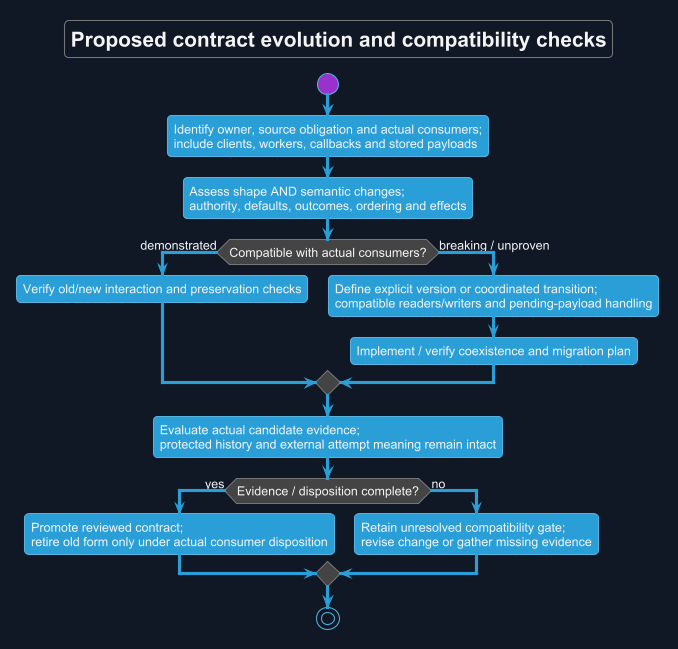 Proposed contract evolution and compatibility checks
Identify owner, source obligation and actual consumers;
include clients, workers, callbacks and stored payloads
Assess shape AND semantic changes;
authority, defaults, outcomes, ordering and effects
demonstrated
Compatible with actual consumers?
breaking / unproven
Verify old/new interaction and preservation checks
Define explicit version or coordinated transition;
compatible readers/writers and pending-payload handling
Implement / verify coexistence and migration plan
Evaluate actual candidate evidence;
protected history and external attempt meaning remain intact
yes
Evidence / disposition complete?
no
Promote reviewed contract;
retire old form only under actual consumer disposition
Retain unresolved compatibility gate;
revise change or gather missing evidence